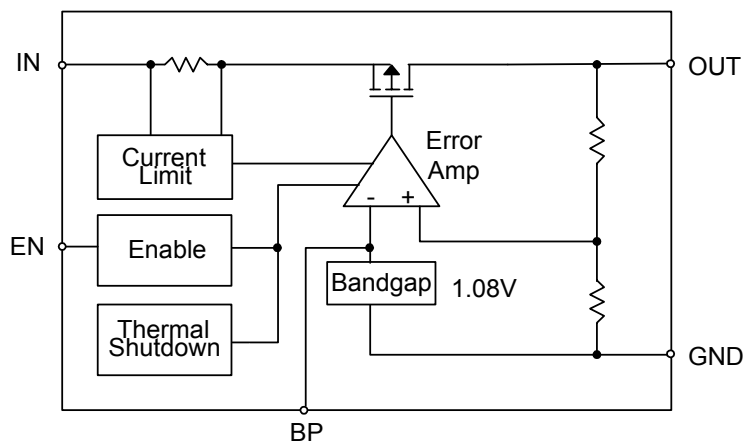 IN
OUT
Current
Limit
Error
Amp
-
+
EN
Enable
Bandgap
1.08V
Thermal
Shutdown
GND
BP